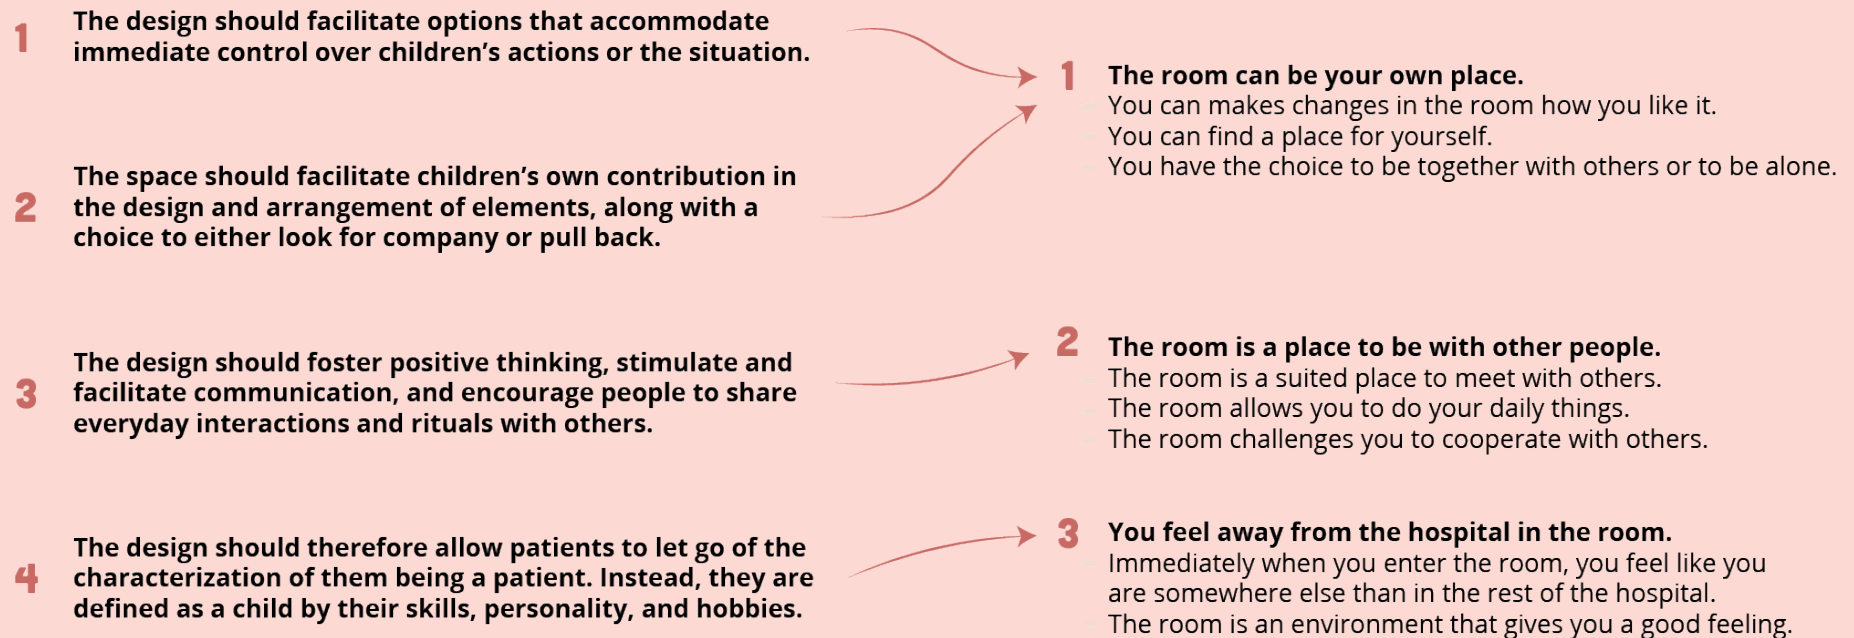 1
The design should facilitate options that accommodate
immediate control over children's actions or the situation.
2
The space should facilitate children's own contribution in
the design and arrangement of elements, along with a
choice to either look for company or pull back.
3
The design should foster positive thinking, stimulate and
facilitate communication, and encourage people to share
everyday interactions and rituals with others.
4
The design should therefore allow patients to let go of the
characterization of them being a patient. Instead, they are
defined as a child by their skills, personality, and hobbies.
1
The room can be your own place.
- You can makes changes in the room how you like it.
- You can find a place for yourself.
- You have the choice to be together with others or to be alone.
2
The room is a place to be with other people.
- The room is a suited place to meet with others.
- The room allows you to do your daily things.
- The room challenges you to cooperate with others.
3
You feel away from the hospital in the room.
- Immediately when you enter the room, you feel like you
are somewhere else than in the rest of the hospital.
- The room is an environment that gives you a good feeling.